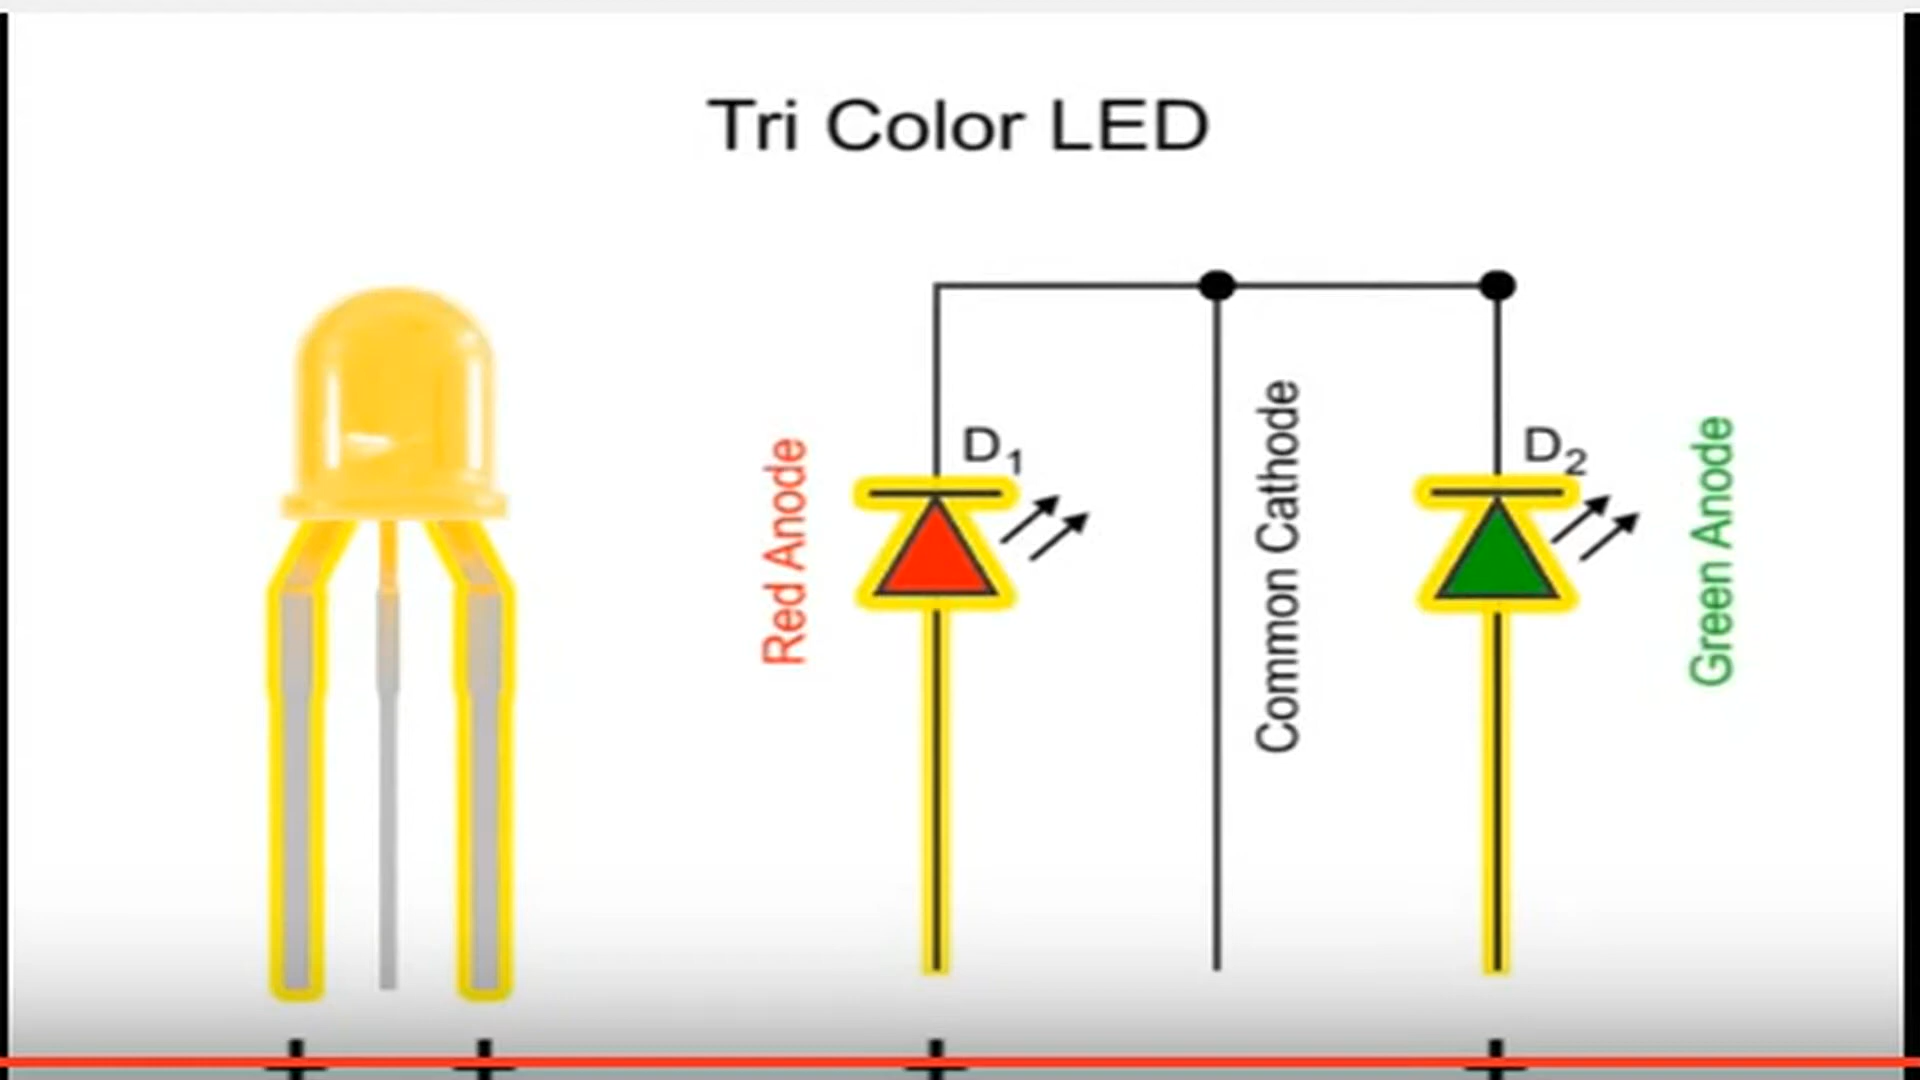 Tri Color LED
Red Anode
D1
Common Cathode
D2
Green Anode